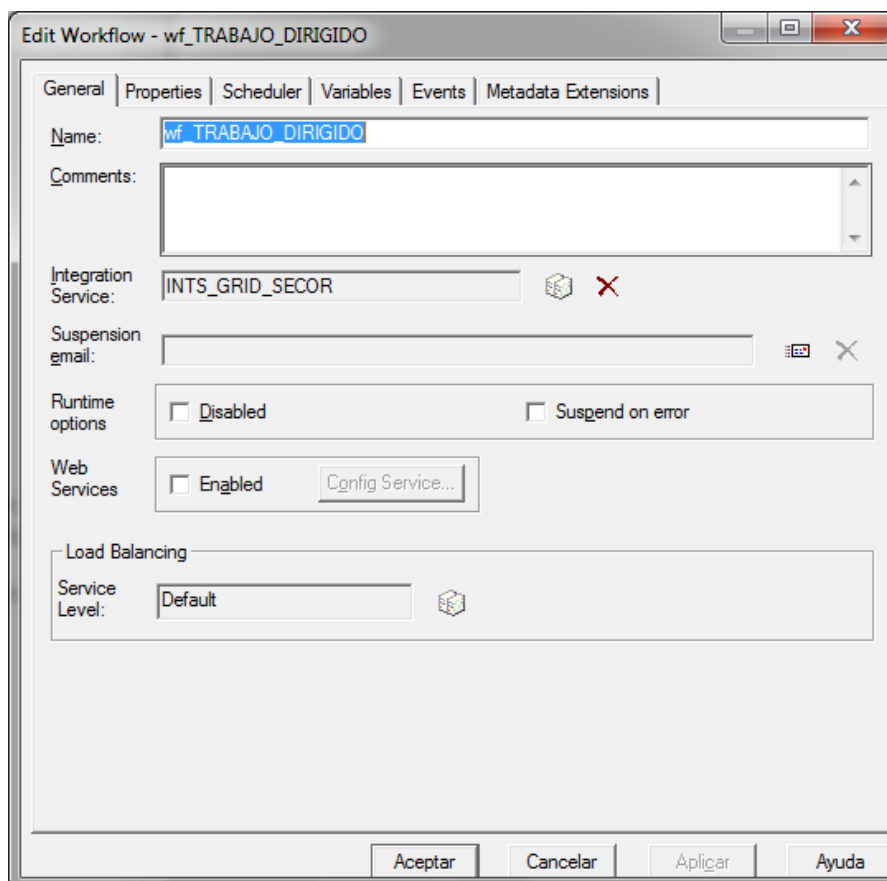 Edit Workflow - wf_TRABAJO_DIRIGIDO
General Properties Scheduler Variables Events Metadata Extensions
Name: wf_TRABAJO_DIRIGIDO
Comments:
Integration
Service: INTS_GRID_SECOR
Suspension
email:
Runtime
options Disabled Suspend on error
Web
Services Enabled Config Service...
Load Balancing
Service
Level: Default
Aceptar Cancelar Aplicar Ayuda